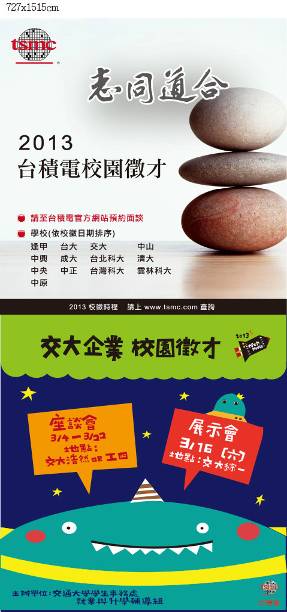 727x1515cm
tsmc
志同道合
2013
台積電校園徵才
請至台積電官方網站預約面談
學校(依校徵日期排序)
逢甲 台大 交大 中山
中興 成大 台北科大 清大
中央 中正 台灣科大 雲林科大
中原
2013 校徵時程 請上 www.tsmc.com 查詢
交大企業 校園徵才
2013
座談會
3/4-3/22
地點:
交大浩然B1F 工四
展示會
3/16 [六]
地點:交大綜一
主辦單位:交通大學學生事務處
就業與升學輔導組